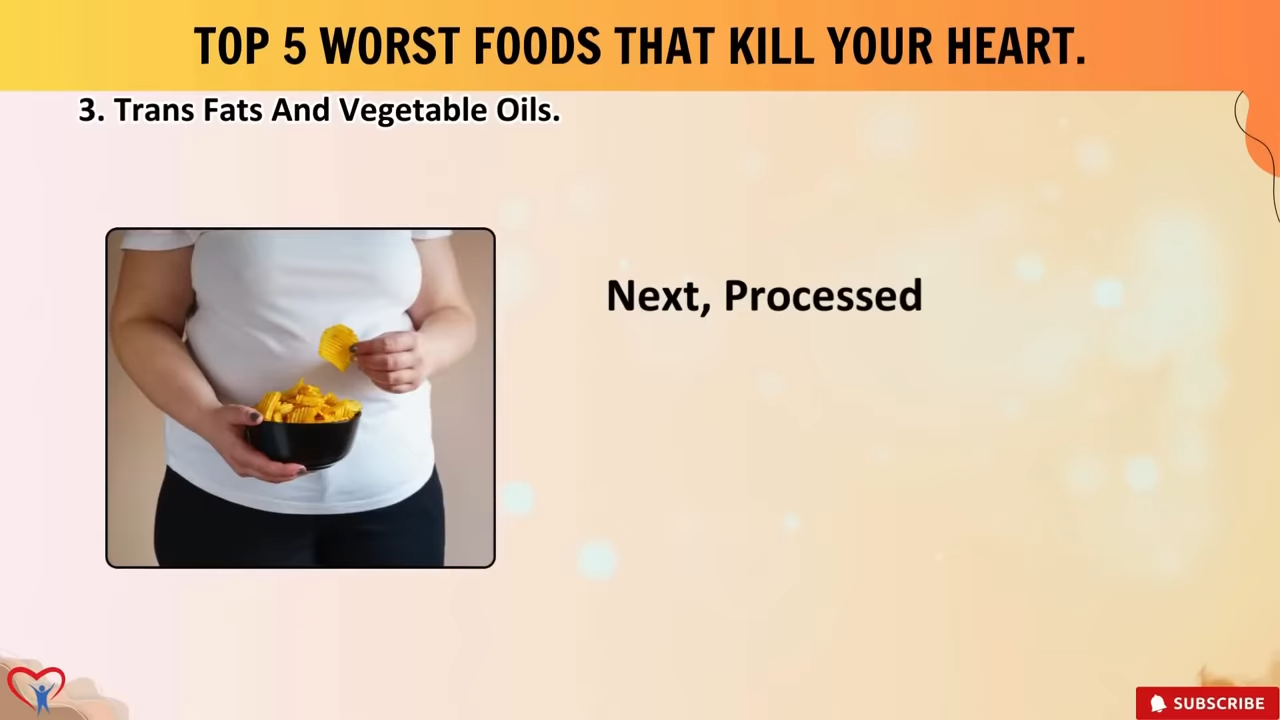 TOP 5 WORST FOODS THAT KILL YOUR HEART.
3. Trans Fats And Vegetable Oils.
Next, Processed
SUBSCRIBE